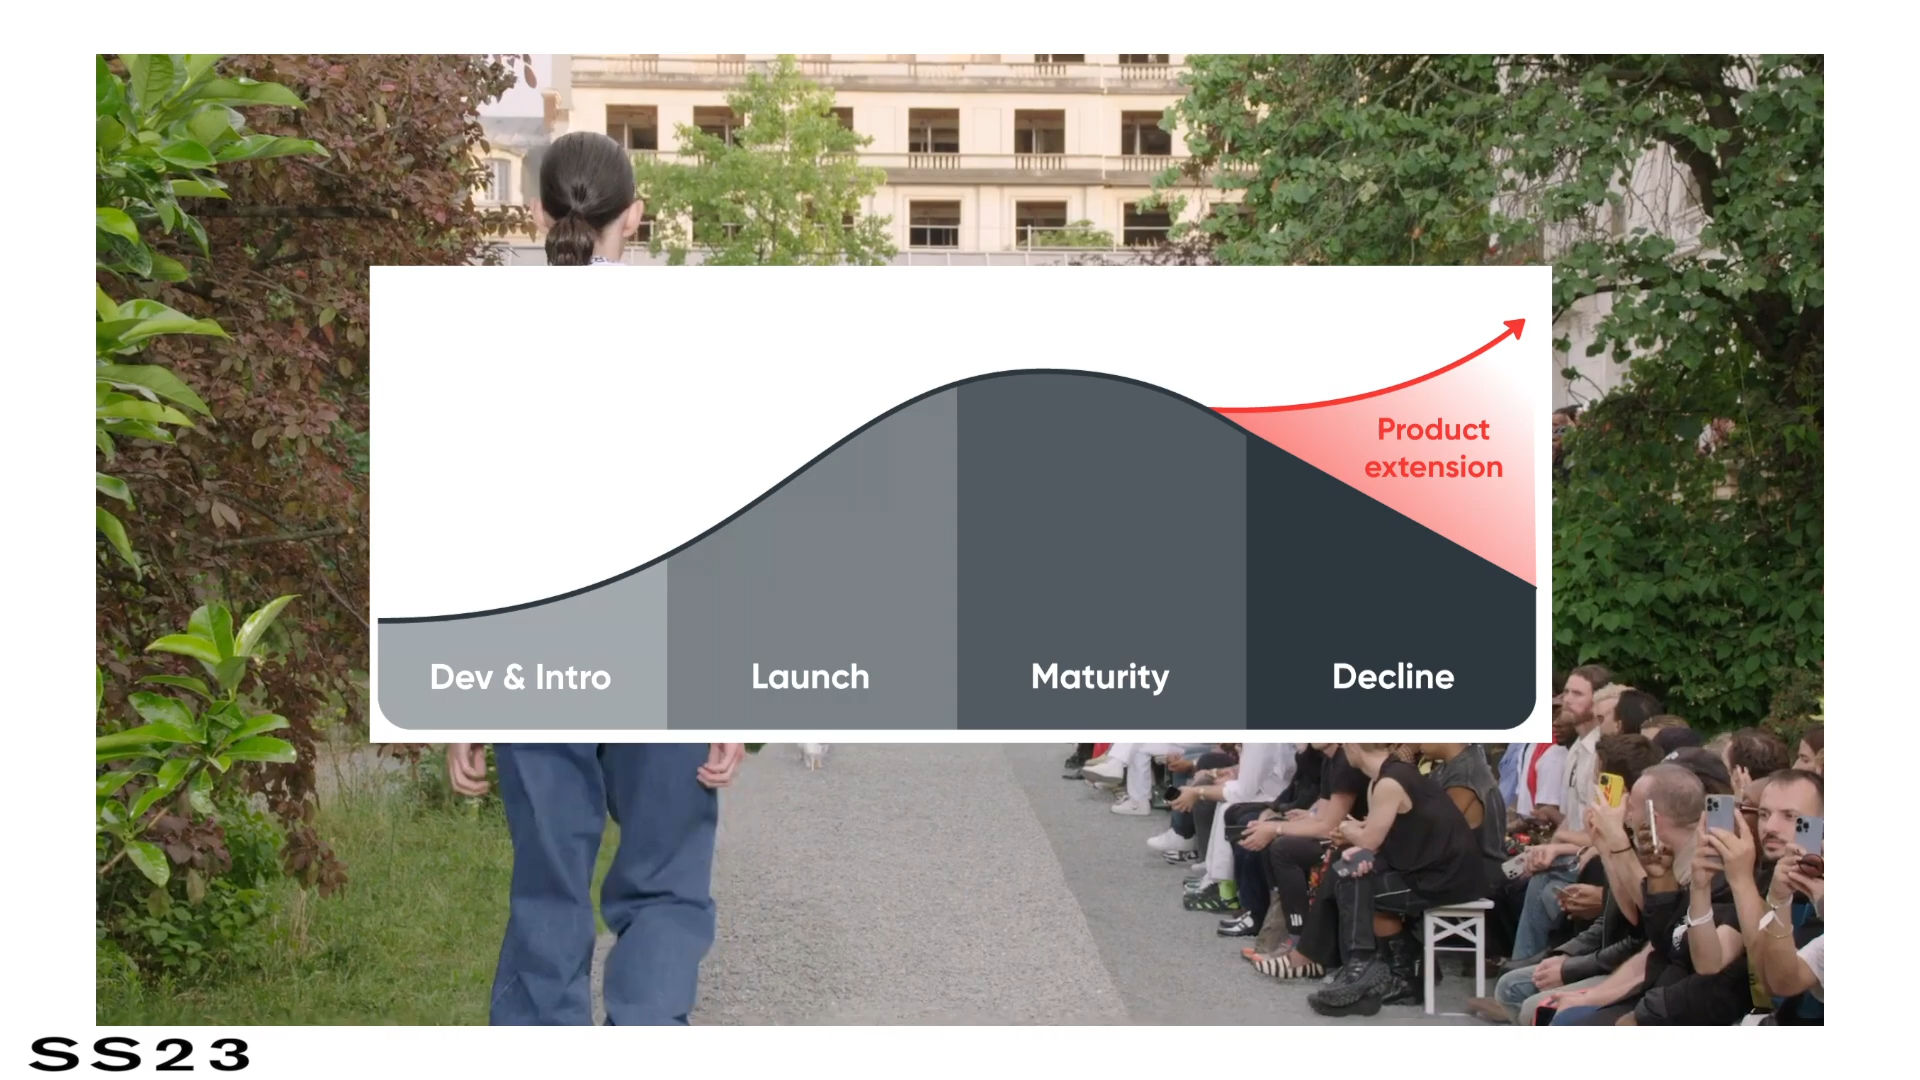 Product
extension
Dev & Intro
Launch
Maturity
Decline
SS23